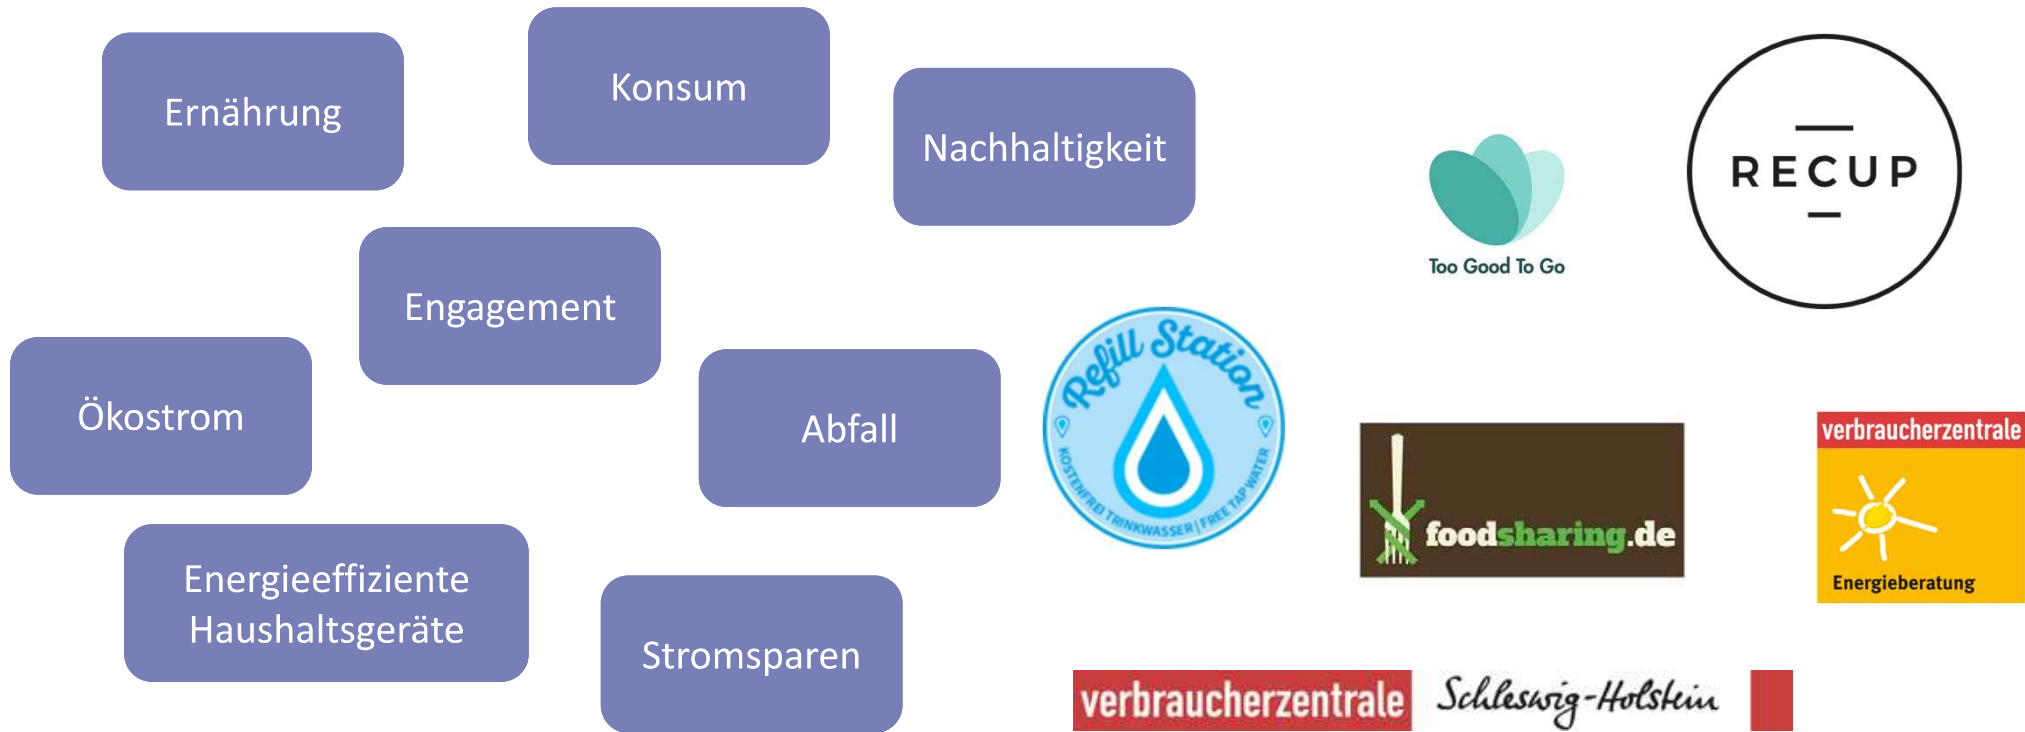 Ernährung
Konsum
Nachhaltigkeit
Engagement
Ökostrom
Abfall
Energieeffiziente
Haushaltsgeräte
Stromsparen
Too Good To Go
RECUP
Refill Station
KOSTENFREI TRINKWASSER | FREE TAP WATER
foodsharing.de
verbraucherzentrale
Energieberatung
verbraucherzentrale Schleswig-Holstein